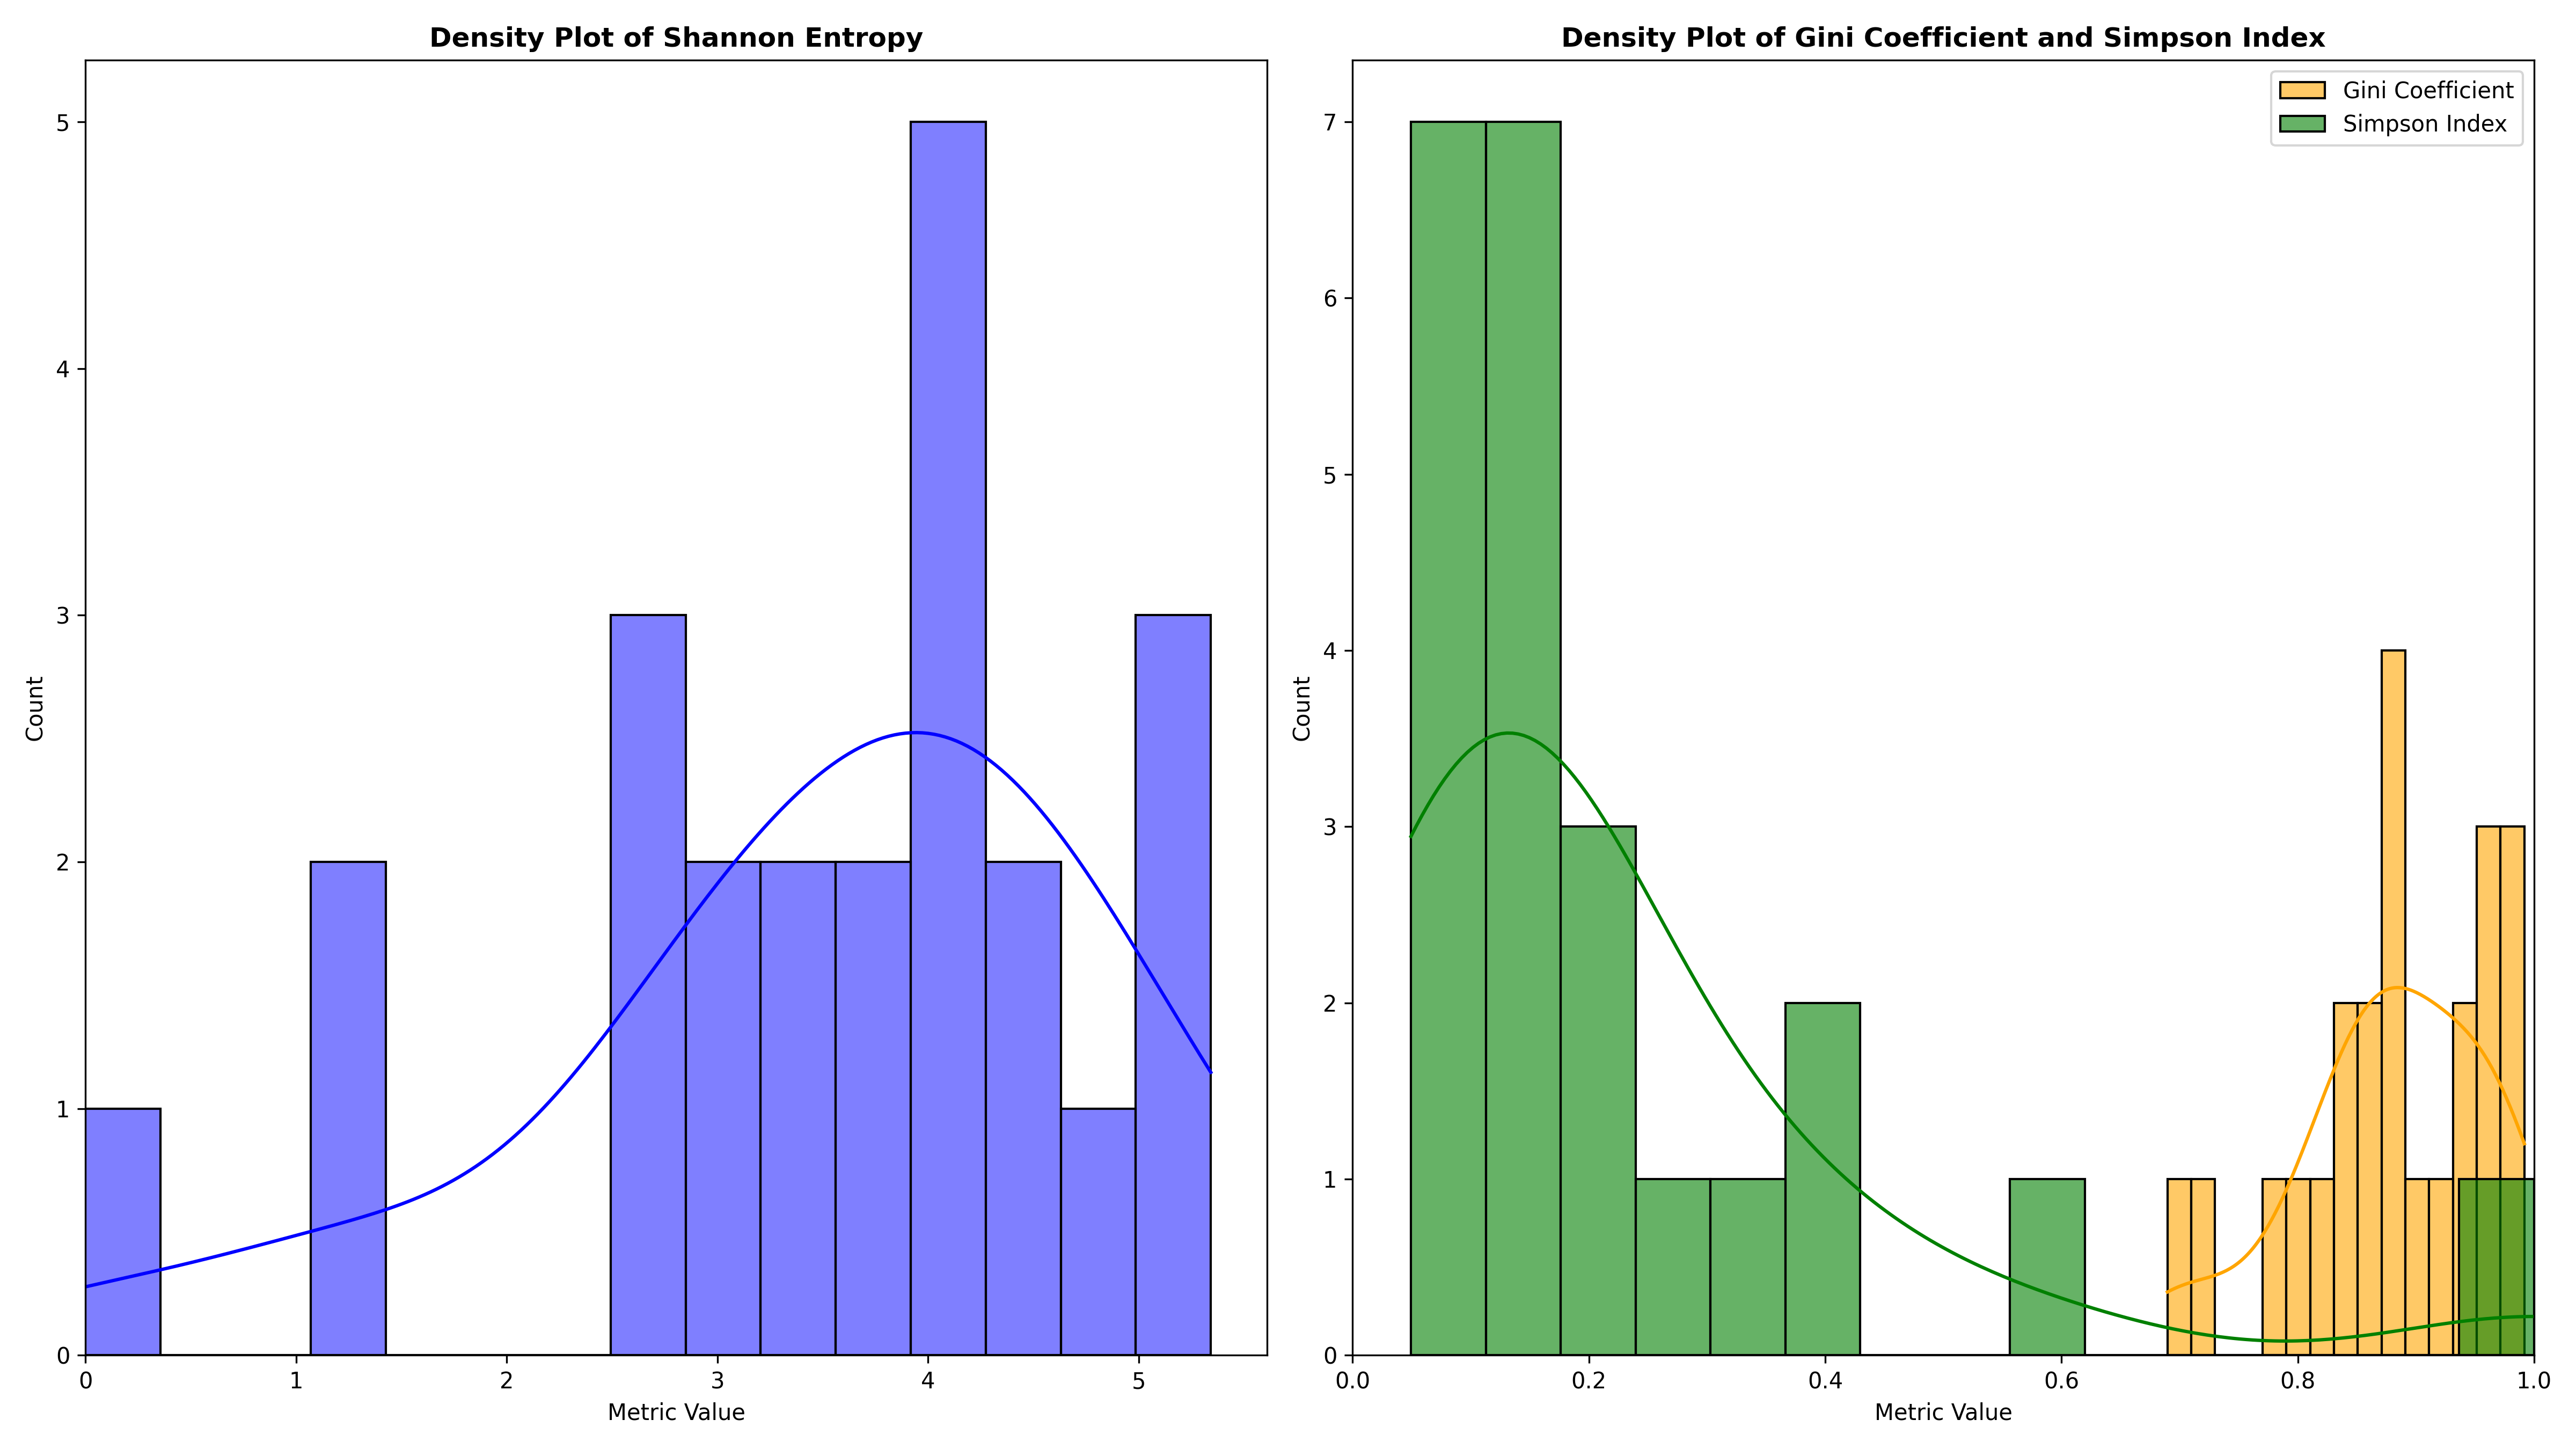 Density Plot of Shannon Entropy
5
4
3
2
1
0
Count
0 1 2 3 4 5
Metric Value
Density Plot of Gini Coefficient and Simpson Index
Gini Coefficient
Simpson Index
7
6
5
4
3
2
1
0
Count
0.0 0.2 0.4 0.6 0.8 1.0
Metric Value